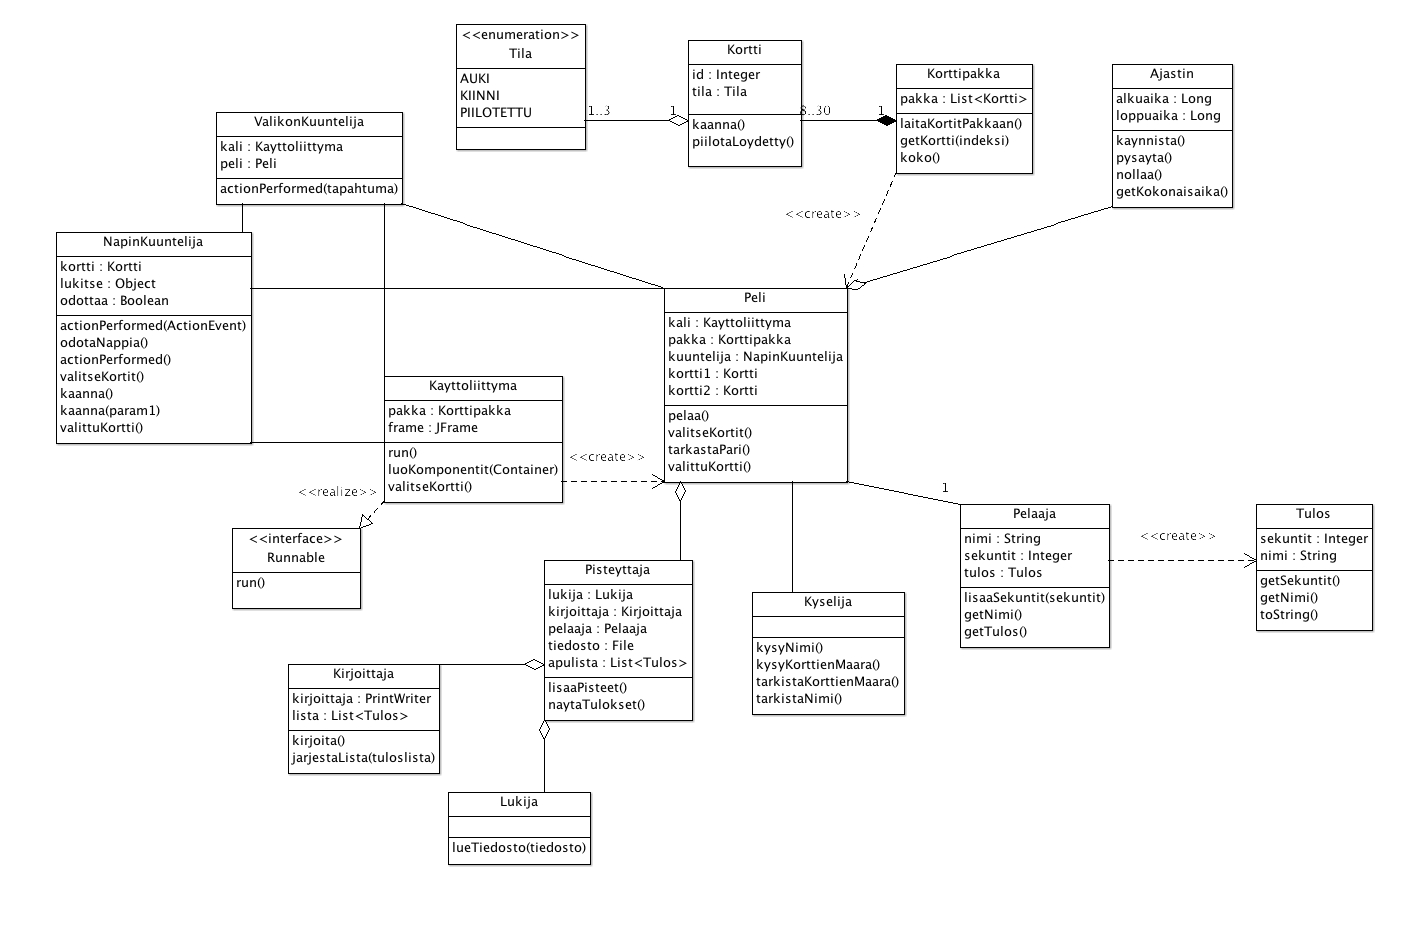 <<enumeration>>
Tila
AUKI
KIINNI
PIILOTETTU
1..3
1
Kortti
id : Integer
tila : Tila
kaanna()
piilotaLoydetty()
8..30
1
Korttipakka
pakka : List<Kortti>
laitaKortitPakkaan()
getKortti(indeksi)
koko()
Ajastin
alkuaika : Long
loppuaika : Long
kaynnista()
pysayta()
nollaa()
getKokonaisaika()
ValikonKuuntelija
kali : Kayttoliittyma
peli : Peli
actionPerformed(tapahtuma)
<<create>>
NapinKuuntelija
kortti : Kortti
lukitse : Object
odottaa : Boolean
actionPerformed(ActionEvent)
odotaNappia()
actionPerformed()
valitseKortit()
kaanna()
kaanna(param1)
valittuKortti()
Peli
kali : Kayttoliittyma
pakka : Korttipakka
kuuntelija : NapinKuuntelija
kortti1 : Kortti
kortti2 : Kortti
pelaa()
valitseKortit()
tarkastaPari()
valittuKortti()
Kayttoliittyma
pakka : Korttipakka
frame : JFrame
run()
luoKomponentit(Container)
valitseKortti()
<<create>>
<<realize>>
<<interface>>
Runnable
run()
1
Pelaaja
nimi : String
sekuntit : Integer
tulos : Tulos
lisaaSekuntit(sekuntit)
getNimi()
getTulos()
<<create>>
Tulos
sekuntit : Integer
nimi : String
getSekuntit()
getNimi()
toString()
Pisteyttaja
lukija : Lukija
kirjoittaja : Kirjoittaja
pelaaja : Pelaaja
tiedosto : File
apulista : List<Tulos>
lisaaPisteet()
naytaTulokset()
Kyselija
kysyNimi()
kysyKorttienMaara()
tarkistaKorttienMaara()
tarkistaNimi()
Kirjoittaja
kirjoittaja : PrintWriter
lista : List<Tulos>
kirjoita()
jarjestaLista(tuloslista)
Lukija
lueTiedosto(tiedosto)